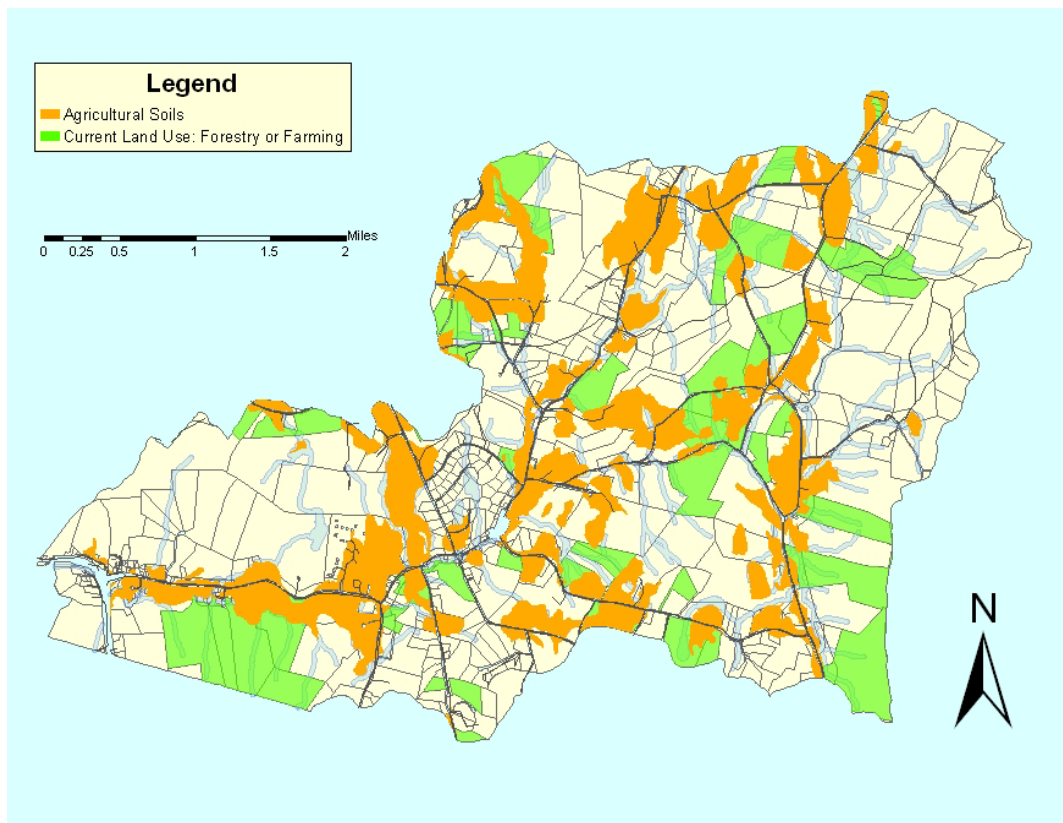 Legend
Agricultural Soils
Current Land Use: Forestry or Farming
Miles
0 0.25 0.5 1 1.5 2
N